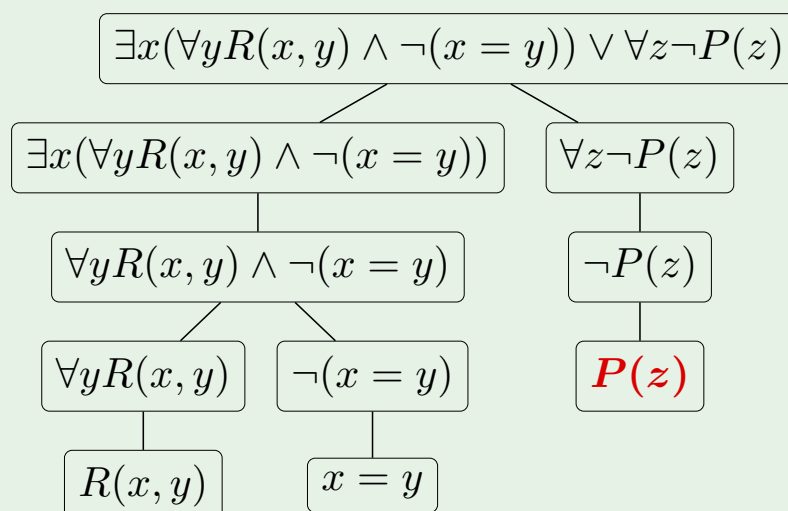 ∃x(∀yR(x, y) ∧ ¬(x = y)) ∨ ∀z¬P(z)
∃x(∀yR(x, y) ∧ ¬(x = y))
∀z¬P(z)
∀yR(x, y) ∧ ¬(x = y)
¬P(z)
∀yR(x, y)
¬(x = y)
P(z)
R(x, y)
x = y